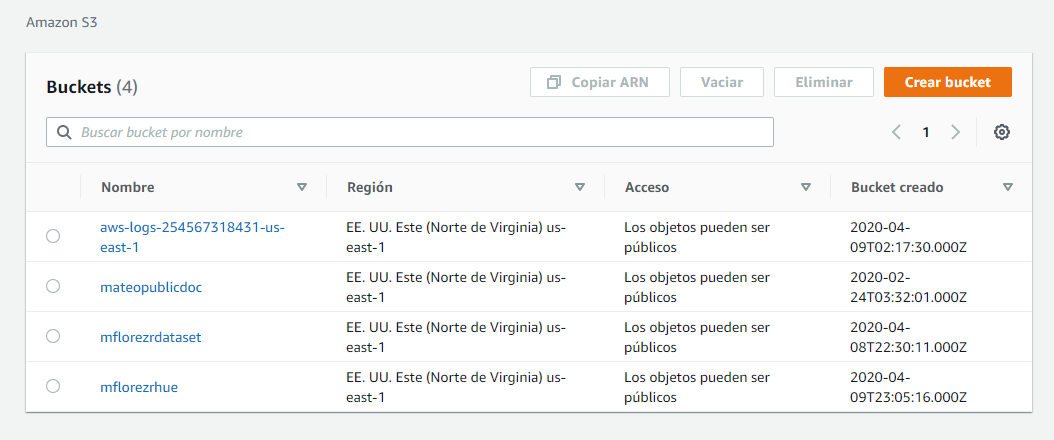 Amazon S3
Buckets (4)
Copiar ARN
Vaciar
Eliminar
Crear bucket
Buscar bucket por nombre
1
Nombre
Región
Acceso
Bucket creado
aws-logs-254567318431-us-
east-1
EE. UU. Este (Norte de Virginia) us-
east-1
Los objetos pueden ser
públicos
2020-04-
09T02:17:30.000Z
mateopublicdoc
EE. UU. Este (Norte de Virginia) us-
east-1
Los objetos pueden ser
públicos
2020-02-
24T03:32:01.000Z
mflorezrdataset
EE. UU. Este (Norte de Virginia) us-
east-1
Los objetos pueden ser
públicos
2020-04-
08T22:30:11.000Z
mflorezrhue
EE. UU. Este (Norte de Virginia) us-
east-1
Los objetos pueden ser
públicos
2020-04-
09T23:05:16.000Z